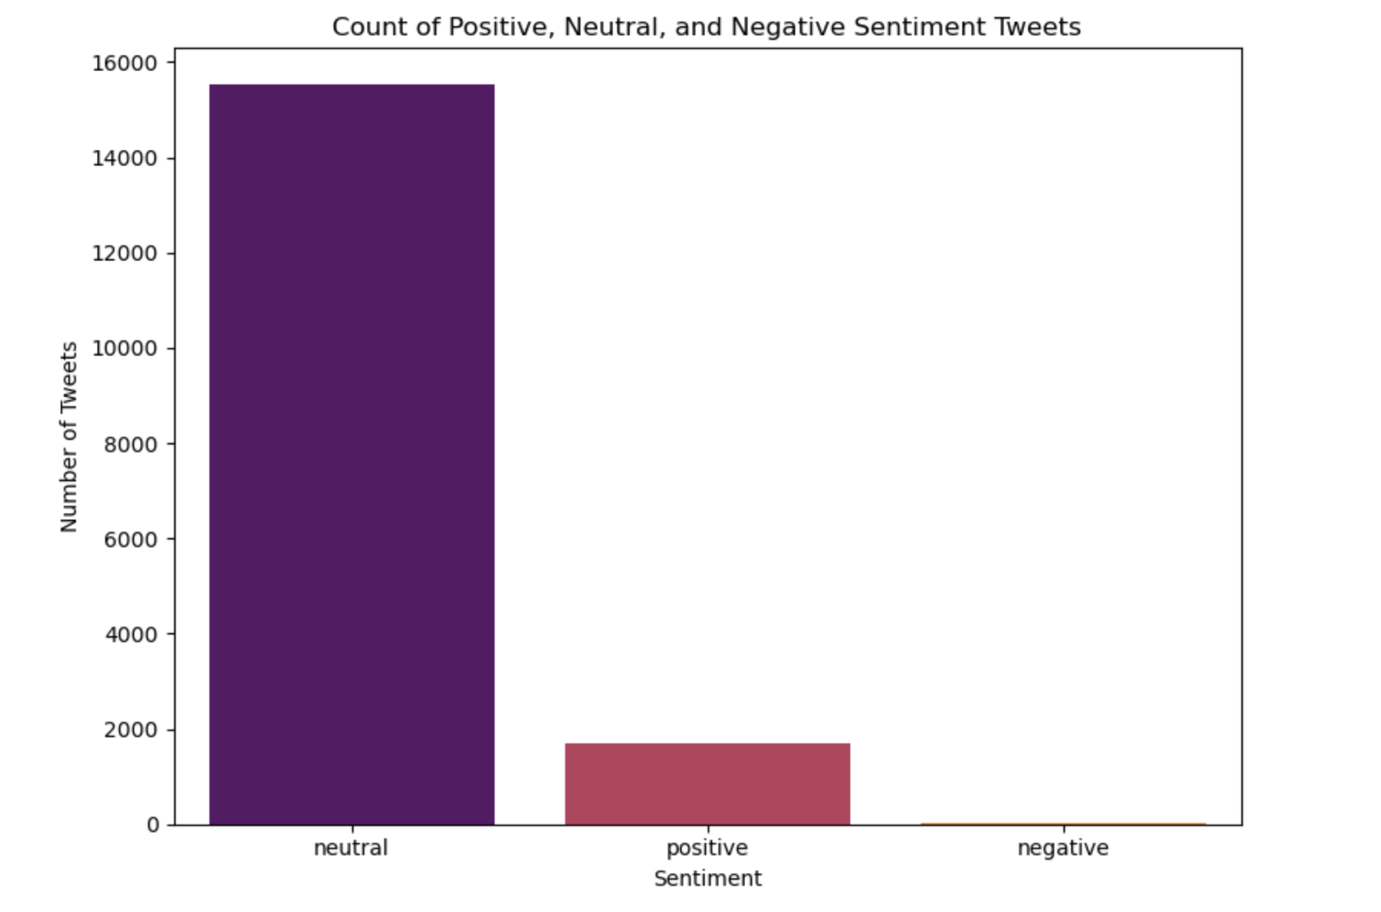 Count of Positive, Neutral, and Negative Sentiment Tweets
16000
14000
12000
10000
8000
6000
4000
2000
0
Number of Tweets
neutral positive negative
Sentiment